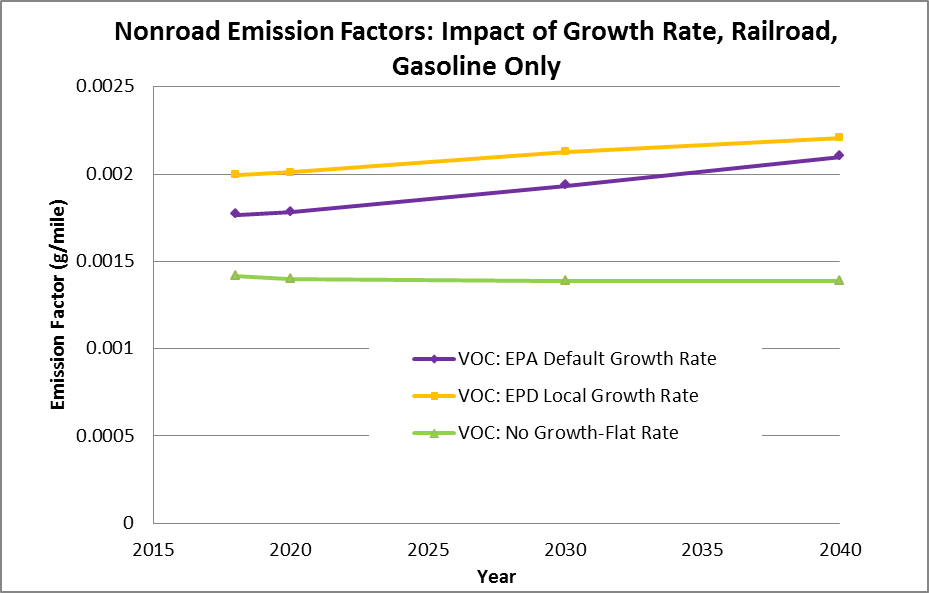 Nonroad Emission Factors: Impact of Growth Rate, Railroad,
Gasoline Only
0.0025
0.002
0.0015
0.001
0.0005
0
Emission Factor (g/mile)
VOC: EPA Default Growth Rate
VOC: EPD Local Growth Rate
VOC: No Growth-Flat Rate
2015 2020 2025 2030 2035 2040
Year